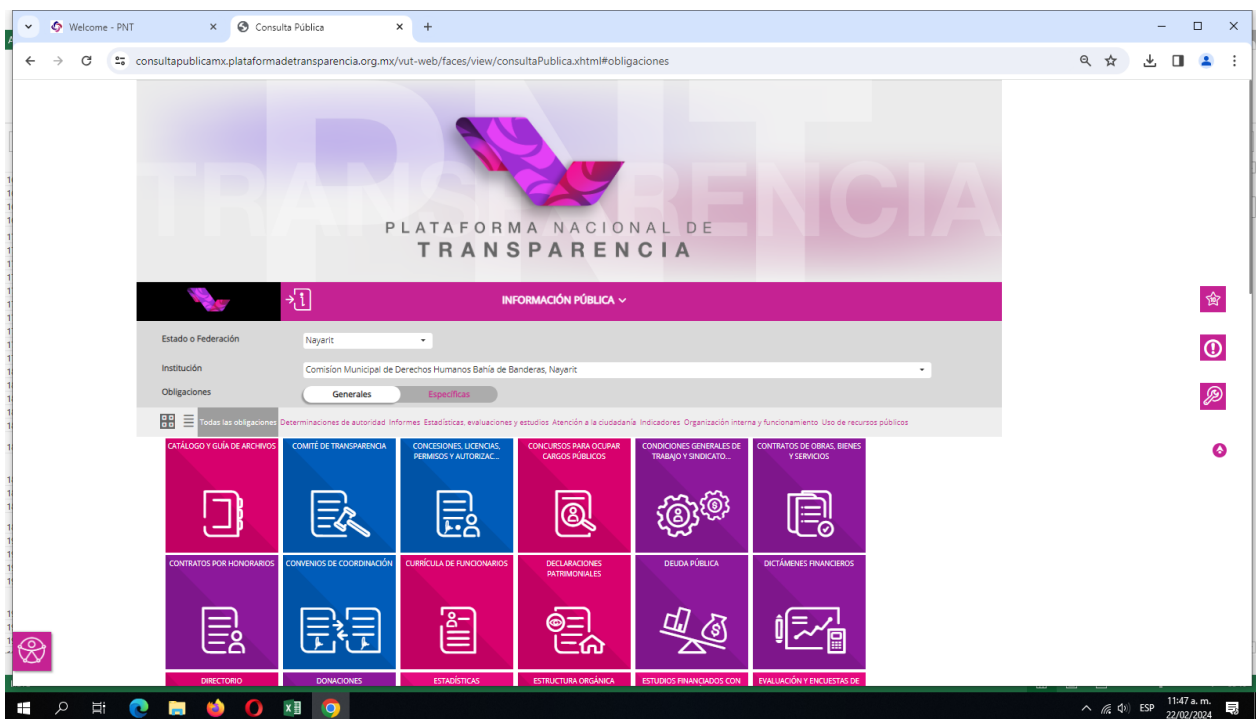 Welcome - PNT
Consulta Pública
consultapublicamx.plataformadetransparencia.org.mx/vut-web/faces/view/consultaPublica.xhtml#obligaciones
PNT
TRANSPARENCIA
PLATAFORMA NACIONAL DE
TRANSPARENCIA
INFORMACIÓN PÚBLICA
Estado o Federación
Nayarit
Institución
Comisíon Municipal de Derechos Humanos Bahía de Banderas, Nayarit
Obligaciones
Generales
Específicas
Todas las obligaciones Determinaciones de autoridad Informes Estadísticas, evaluaciones y estudios Atención a la ciudadanía Indicadores Organización interna y funcionamiento Uso de recursos públicos
CATÁLOGO Y GUÍA DE ARCHIVOS
COMITÉ DE TRANSPARENCIA
CONCESIONES, LICENCIAS,
PERMISOS Y AUTORIZAC...
CONCURSOS PARA OCUPAR
CARGOS PÚBLICOS
CONDICIONES GENERALES DE
TRABAJO Y SINDICATO...
CONTRATOS DE OBRAS, BIENES
Y SERVICIOS
CONTRATOS POR HONORARIOS
CONVENIOS DE COORDINACIÓN
CURRÍCULA DE FUNCIONARIOS
DECLARACIONES
PATRIMONIALES
DEUDA PÚBLICA
DICTÁMENES FINANCIEROS
DIRECTORIO
DONACIONES
ESTADÍSTICAS
ESTRUCTURA ORGÁNICA
ESTUDIOS FINANCIADOS CON
EVALUACIÓN Y ENCUESTAS DE
ESP
11:47 a. m.
22/02/2024